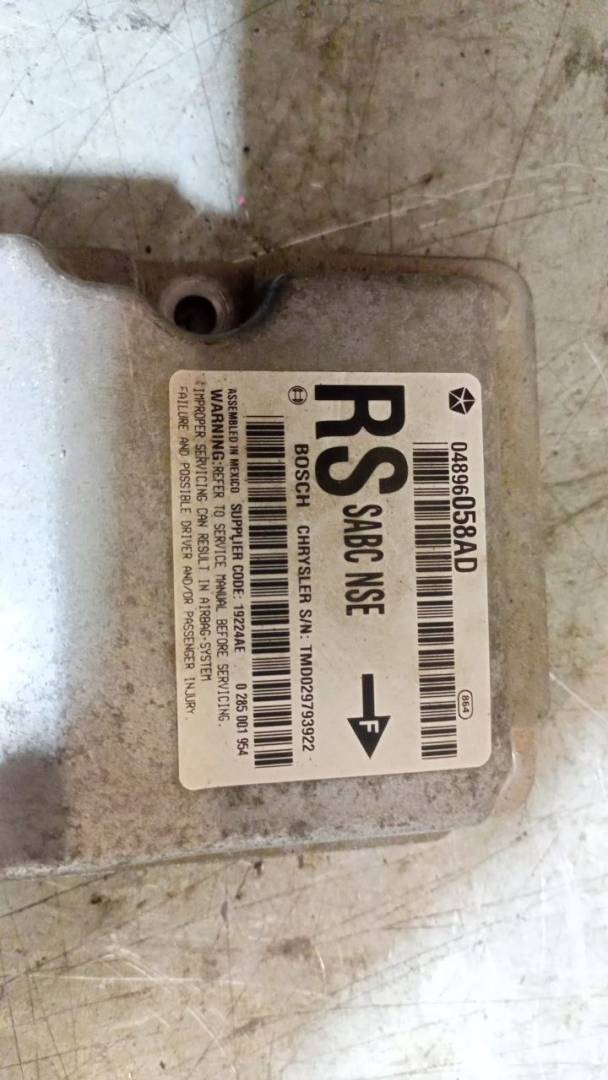 04896058AD
864
RS SABC NSE
F
BOSCH CHRYSLER S/N: TMD029793922
ASSEMBLED IN MEXICO SUPPLIER CODE: 19224AE 0 285 001 954
WARNING:REFER TO SERVICE MANUAL BEFORE SERVICING.
IMPROPER SERVICING CAN RESULT IN AIRBAG-SYSTEM
FAILURE AND POSSIBLE DRIVER AND/OR PASSENGER INJURY.